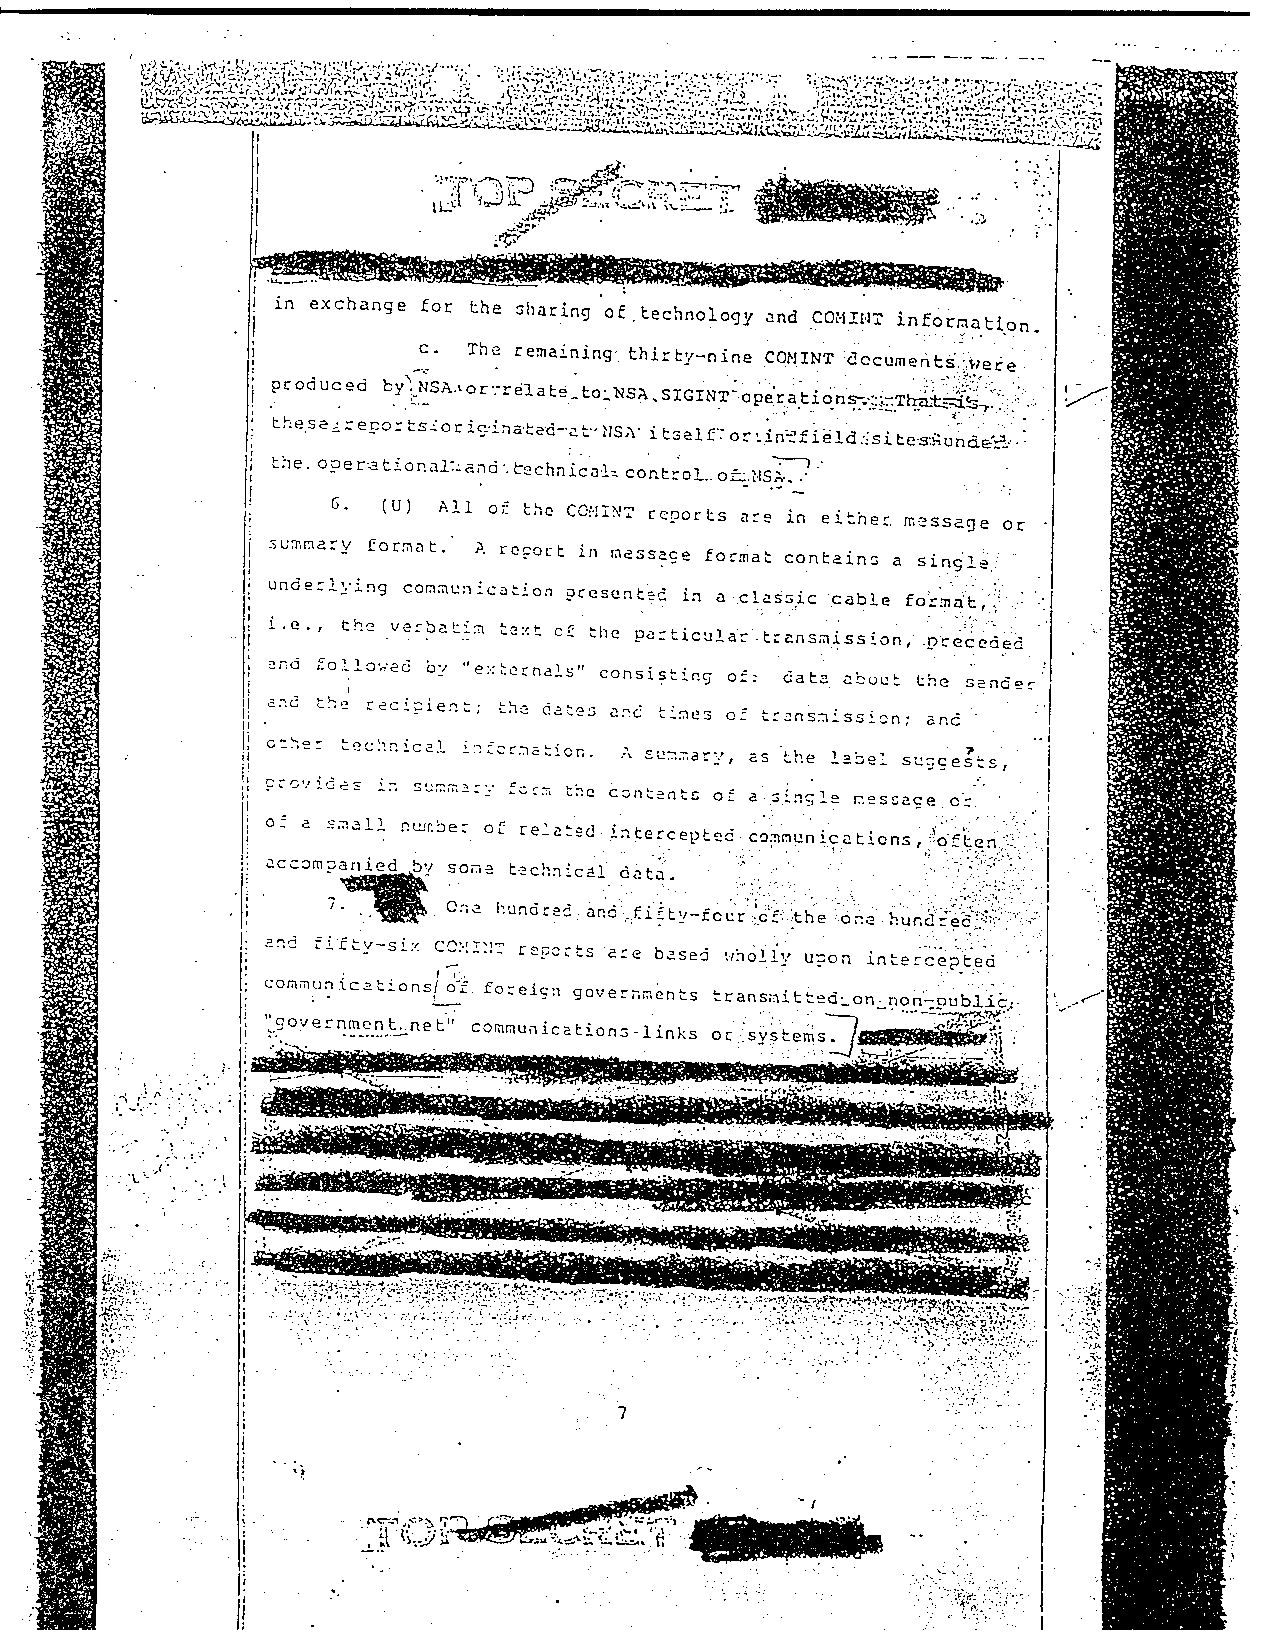 TOP SECRET
in exchange for the sharing of technology and COMINT information.
c. The remaining thirty-nine COMINT documents were
produced by NSA or relate to NSA SIGINT operations. That is,
these reports originated at NSA itself or in field sites under
the operational and technical control of NSA.
6. (U) All of the COMINT reports are in either message or
summary format. A report in message format contains a single
underlying communication presented in a classic cable format,
i.e., the verbatim text of the particular transmission, preceded
and followed by "externals" consisting of: data about the sender
and the recipient; the dates and times of transmission; and
other technical information. A summary, as the label suggests,
provides in summary form the contents of a single message or
of a small number of related intercepted communications, often
accompanied by some technical data.
7. One hundred and fifty-four of the one hundred
and fifty-six COMINT reports are based wholly upon intercepted
communications of foreign governments transmitted on non-public
"government net" communications links or systems.
7
TOP SECRET